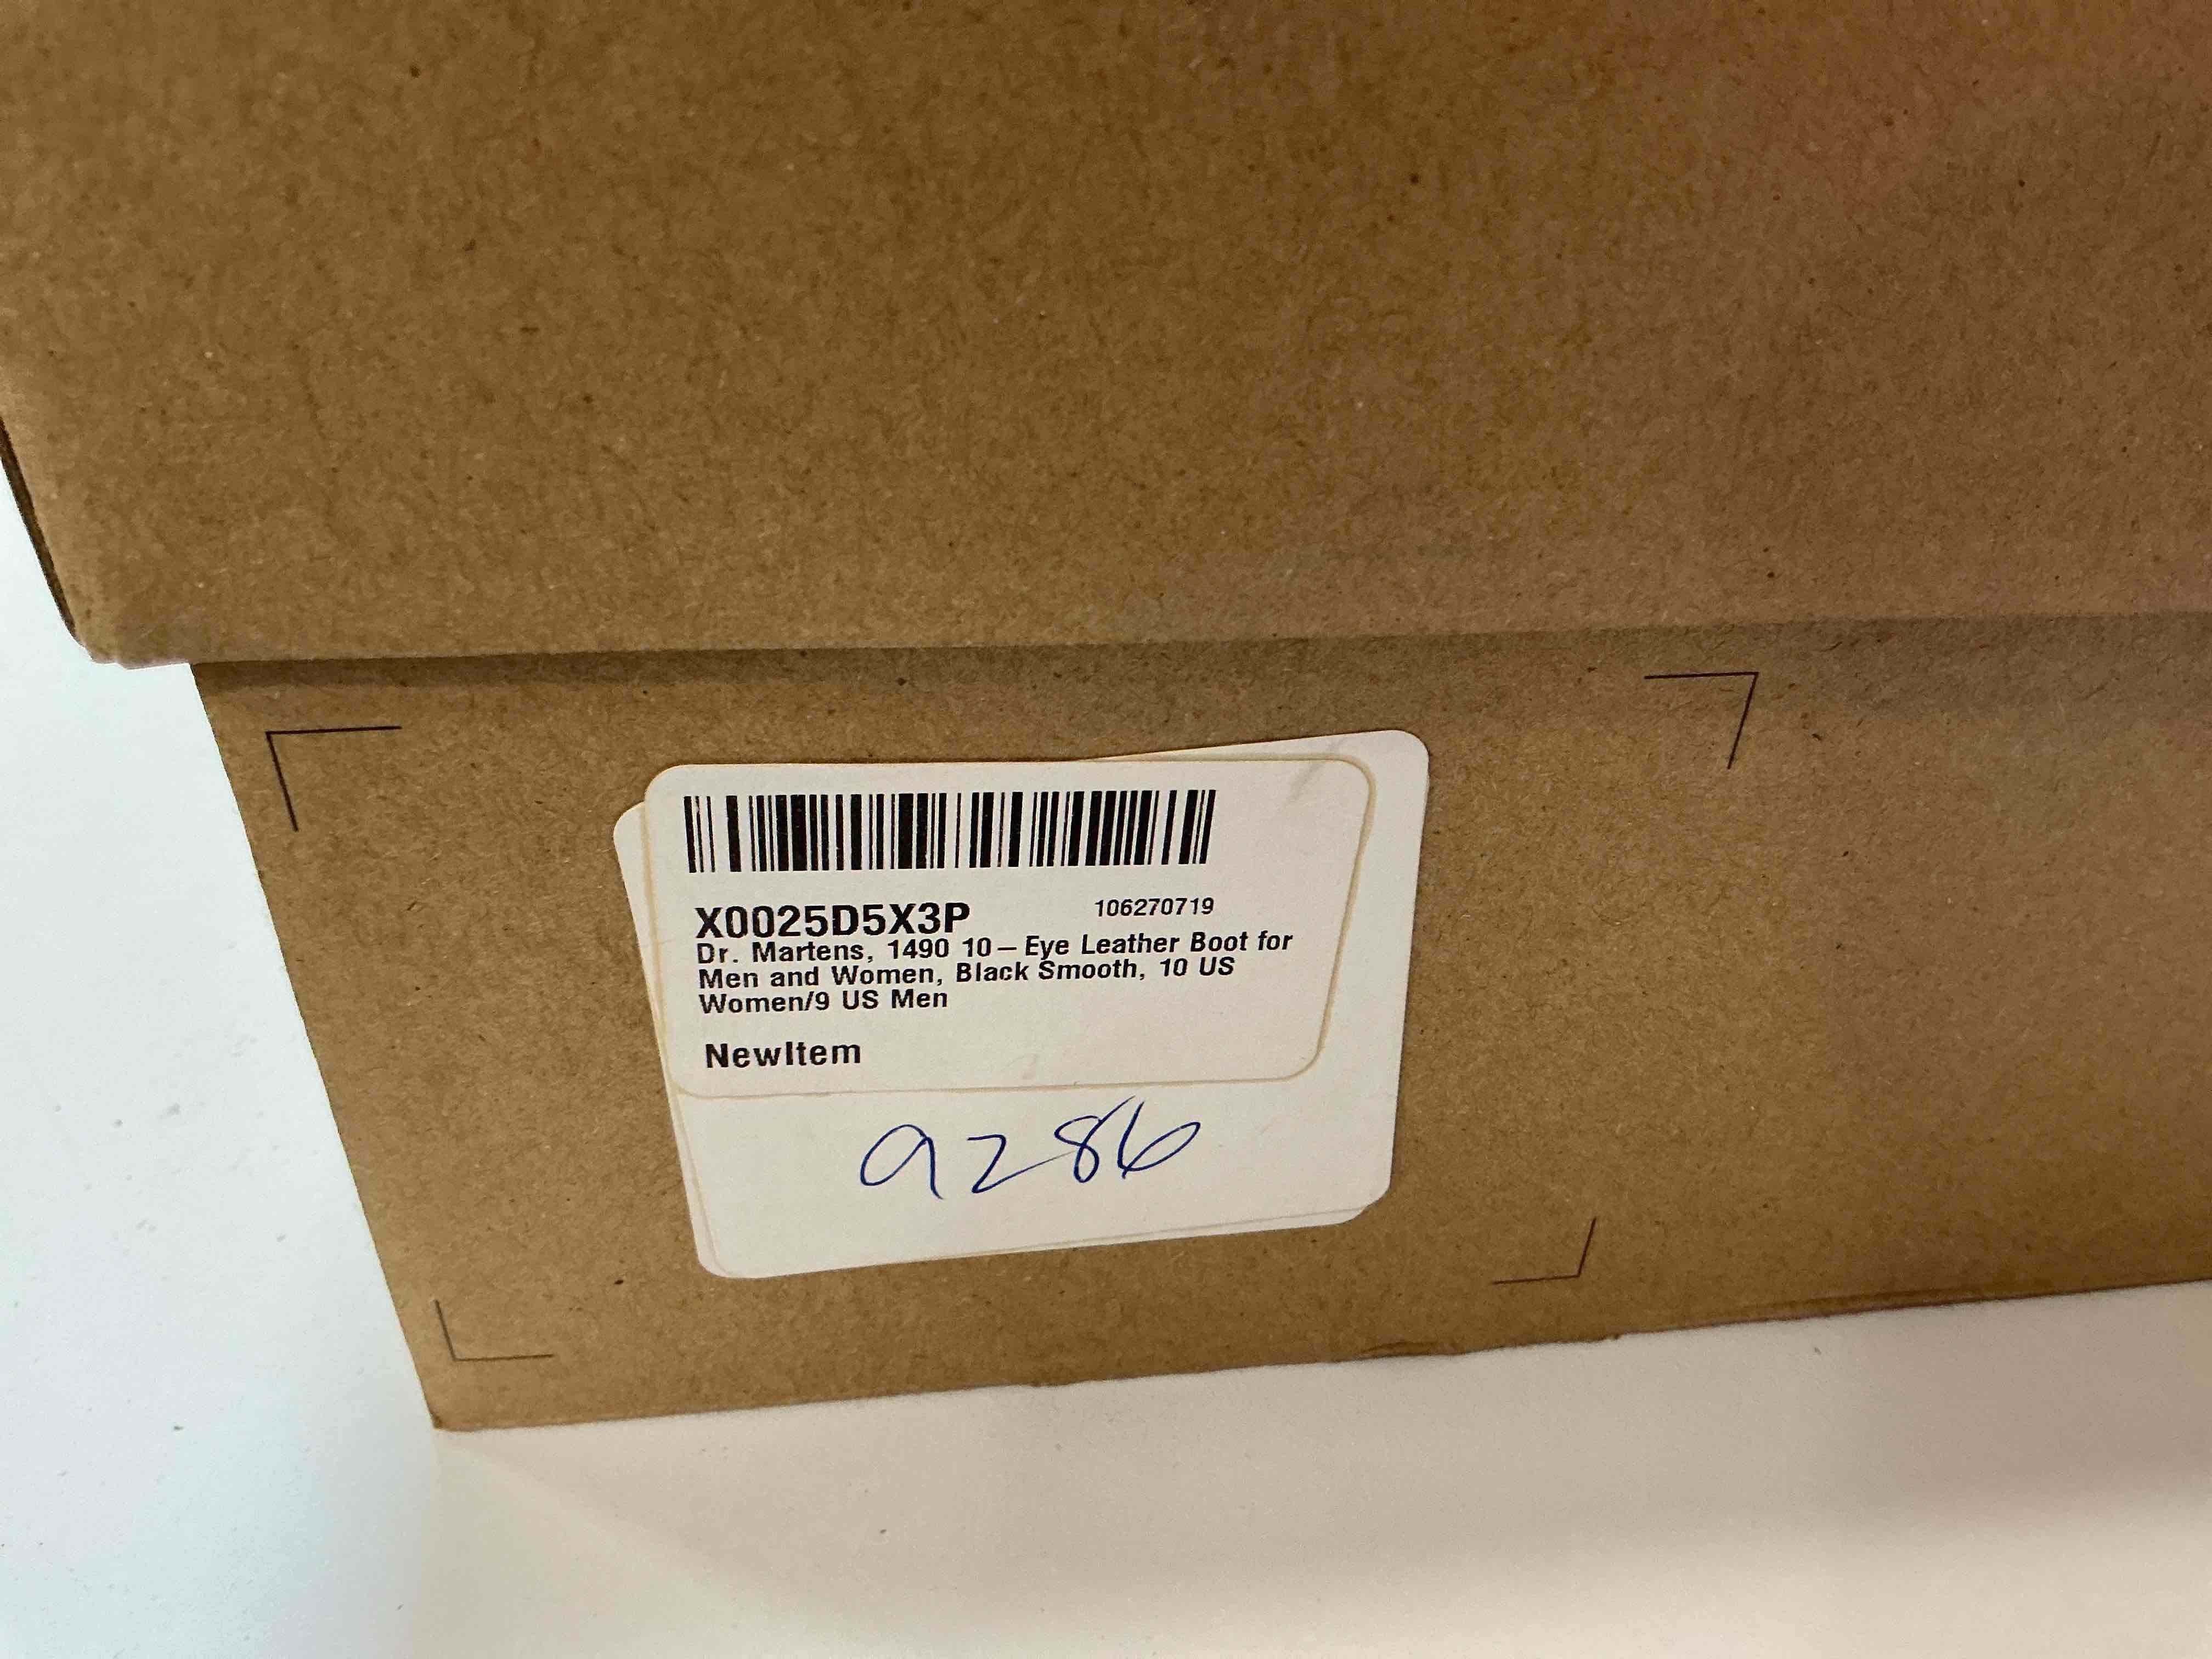 X0025D5X3P 106270719
Dr. Martens, 1490 10-Eye Leather Boot for
Men and Women, Black Smooth, 10 US
Women/9 US Men
NewItem
9286